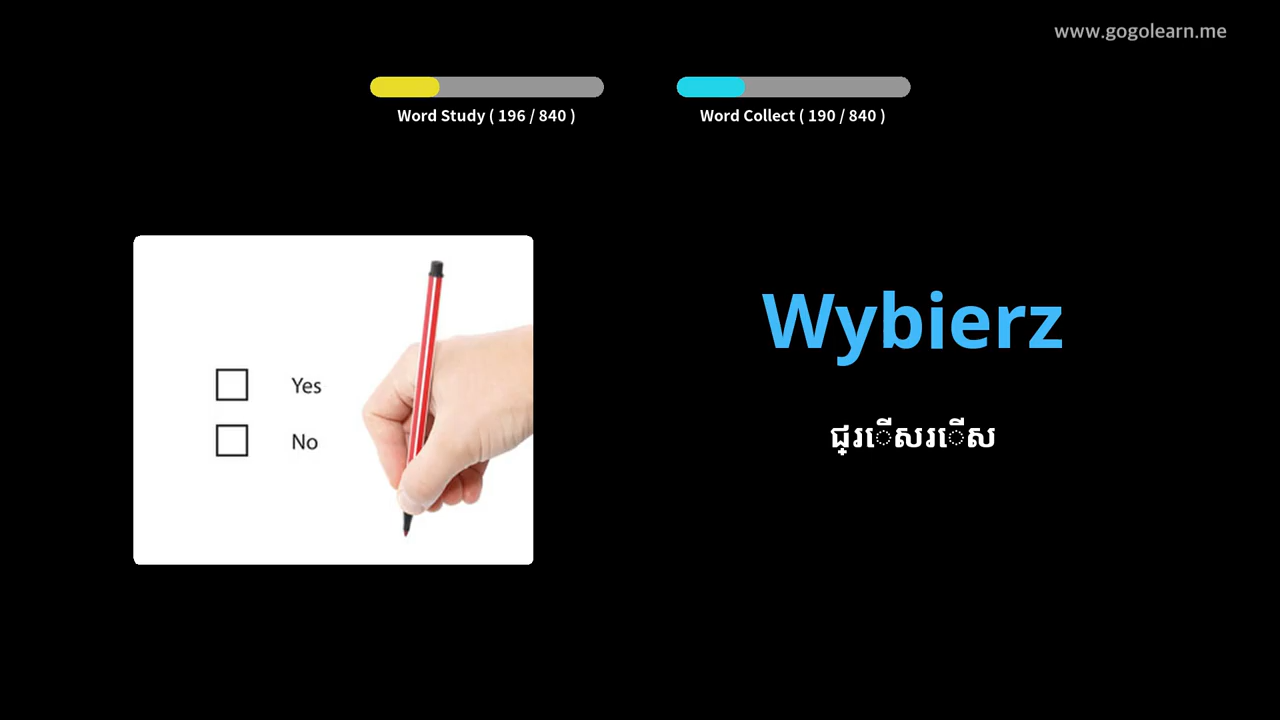 www.gogolearn.me
Word Study ( 196 / 840 )
Word Collect ( 190 / 840 )
Yes
No
Wybierz
ជ្រើសរើស